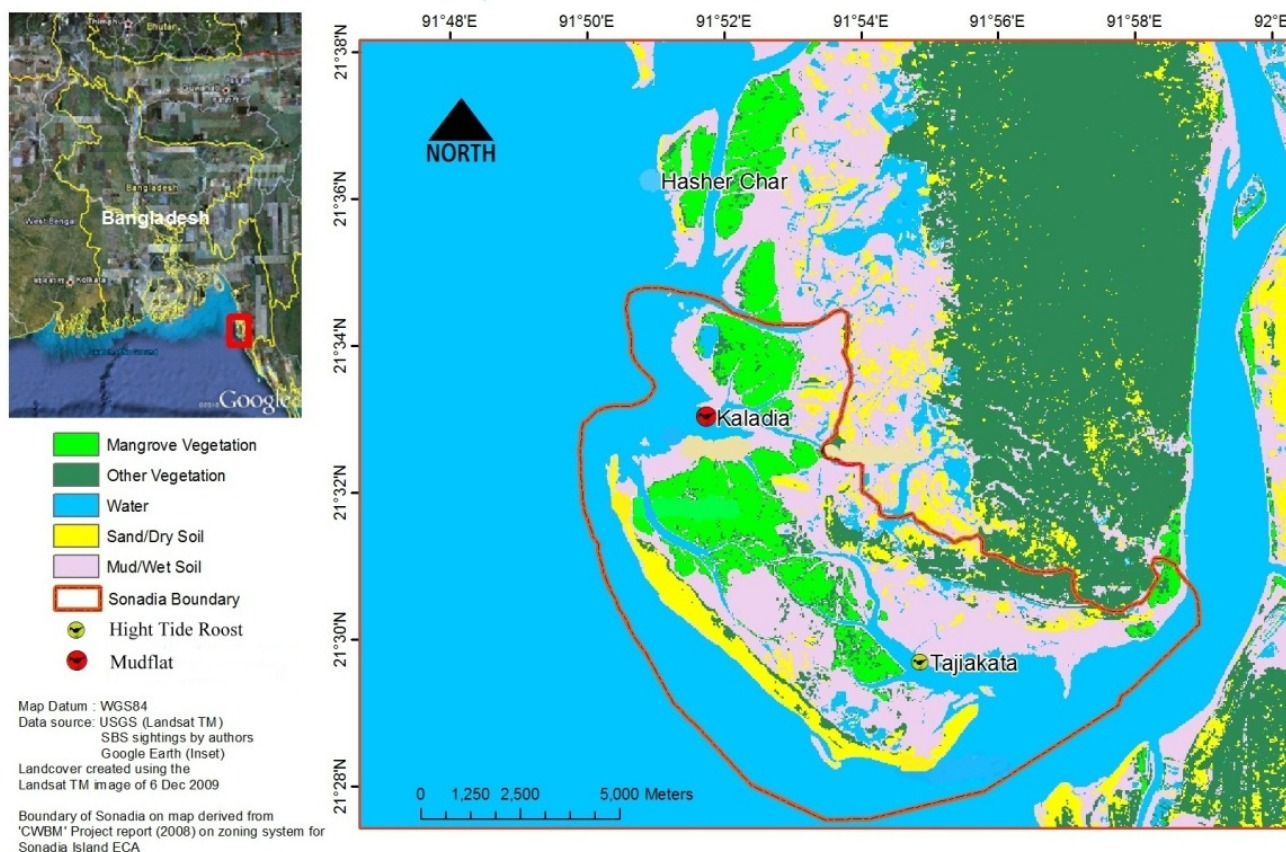 91°48'E 91°50'E 91°52'E 91°54'E 91°56'E 91°58'E 92°E
21°38'N
21°36'N
21°34'N
21°32'N
21°30'N
21°28'N
NORTH
Hasher Char
Kaladia
Tajiakata
0 1,250 2,500 5,000 Meters
Bhutan
Bangladesh
Bangladesh
West Bengal
Kolkata
Google
Mangrove Vegetation
Other Vegetation
Water
Sand/Dry Soil
Mud/Wet Soil
Sonadia Boundary
Hight Tide Roost
Mudflat
Map Datum : WGS84
Data source: USGS (Landsat TM)
SBS sightings by authors
Google Earth (Inset)
Landcover created using the
Landsat TM image of 6 Dec 2009
Boundary of Sonadia on map derived from
'CWBM' Project report (2008) on zoning system for
Sonadia Island ECA